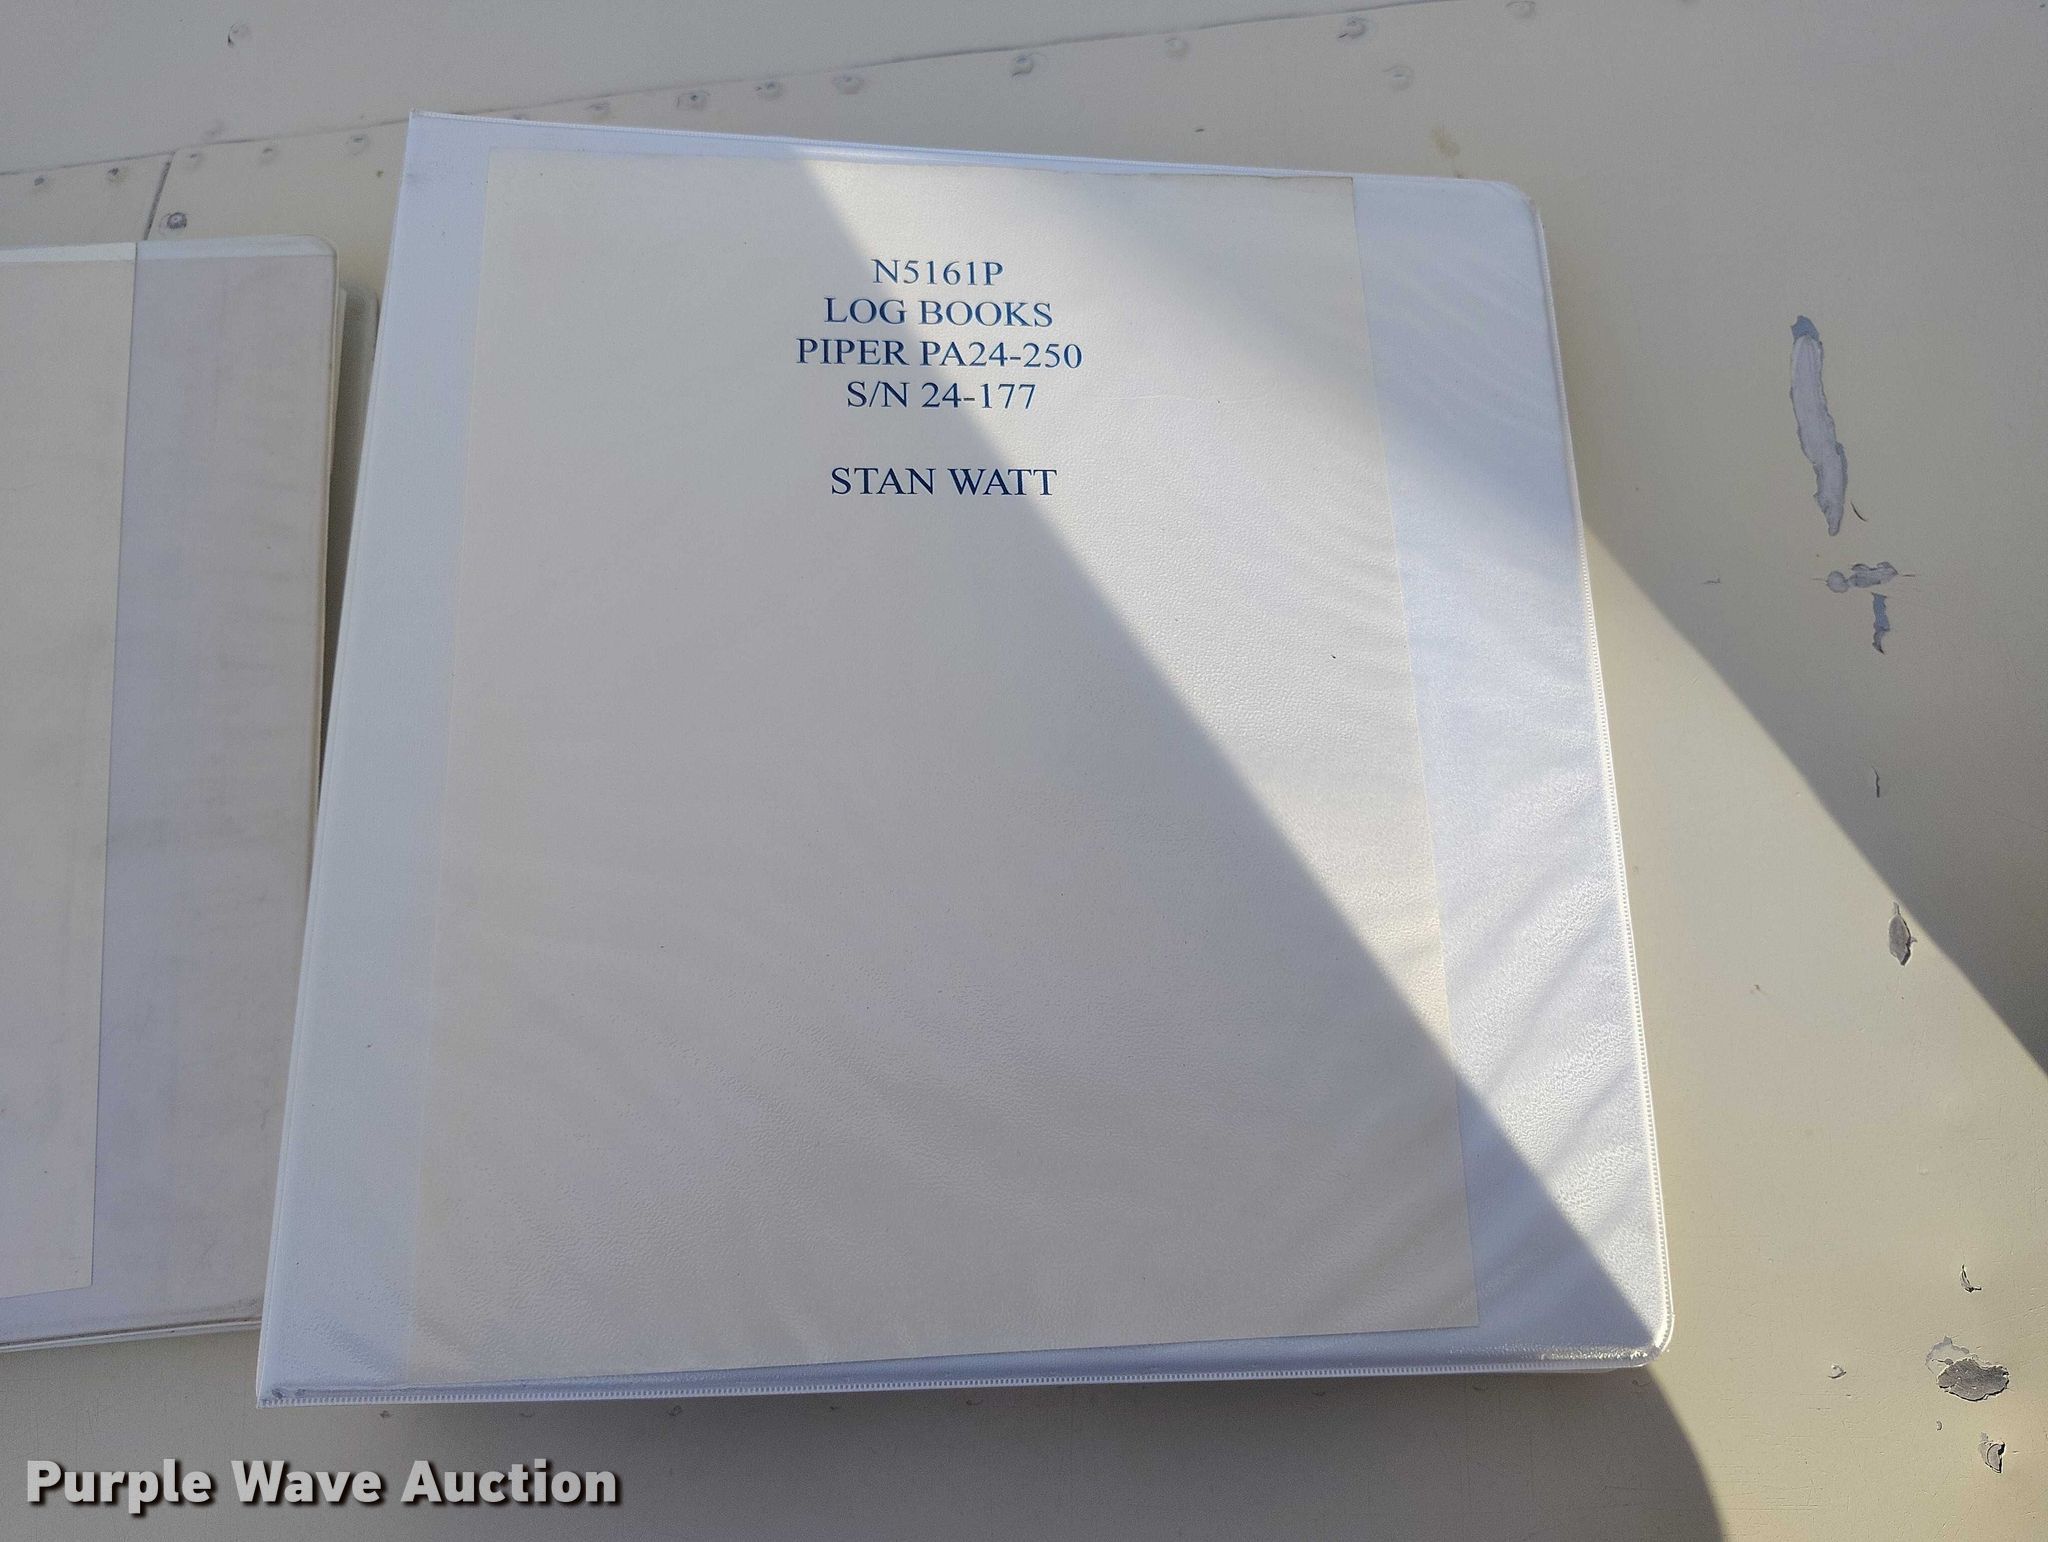 N5161P
LOG BOOKS
PIPER PA24-250
S/N 24-177
STAN WATT
Purple Wave Auction